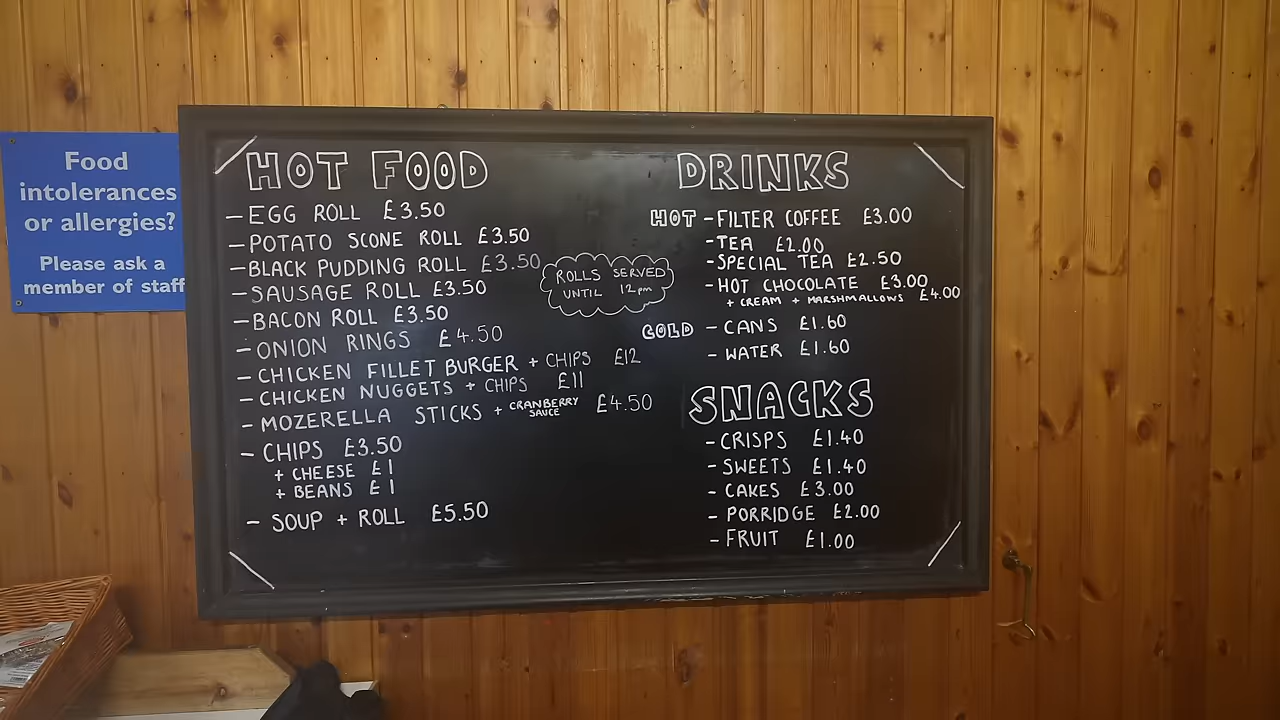 Food
intolerances
or allergies?
Please ask a
member of staff
HOT FOOD
- EGG ROLL £3.50
- POTATO SCONE ROLL £3.50
- BLACK PUDDING ROLL £3.50
- SAUSAGE ROLL £3.50
- BACON ROLL £3.50
- ONION RINGS £4.50
- CHICKEN FILLET BURGER + CHIPS £12
- CHICKEN NUGGETS + CHIPS £11
- MOZERELLA STICKS + CRANBERRY SAUCE £4.50
- CHIPS £3.50
+ CHEESE £1
+ BEANS £1
- SOUP + ROLL £5.50
ROLLS SERVED
UNTIL 12pm
DRINKS
HOT - FILTER COFFEE £3.00
- TEA £2.00
- SPECIAL TEA £2.50
- HOT CHOCOLATE £3.00
+ CREAM + MARSHMALLOWS £4.00
COLD - CANS £1.60
- WATER £1.60
SNACKS
- CRISPS £1.40
- SWEETS £1.40
- CAKES £3.00
- PORRIDGE £2.00
- FRUIT £1.00